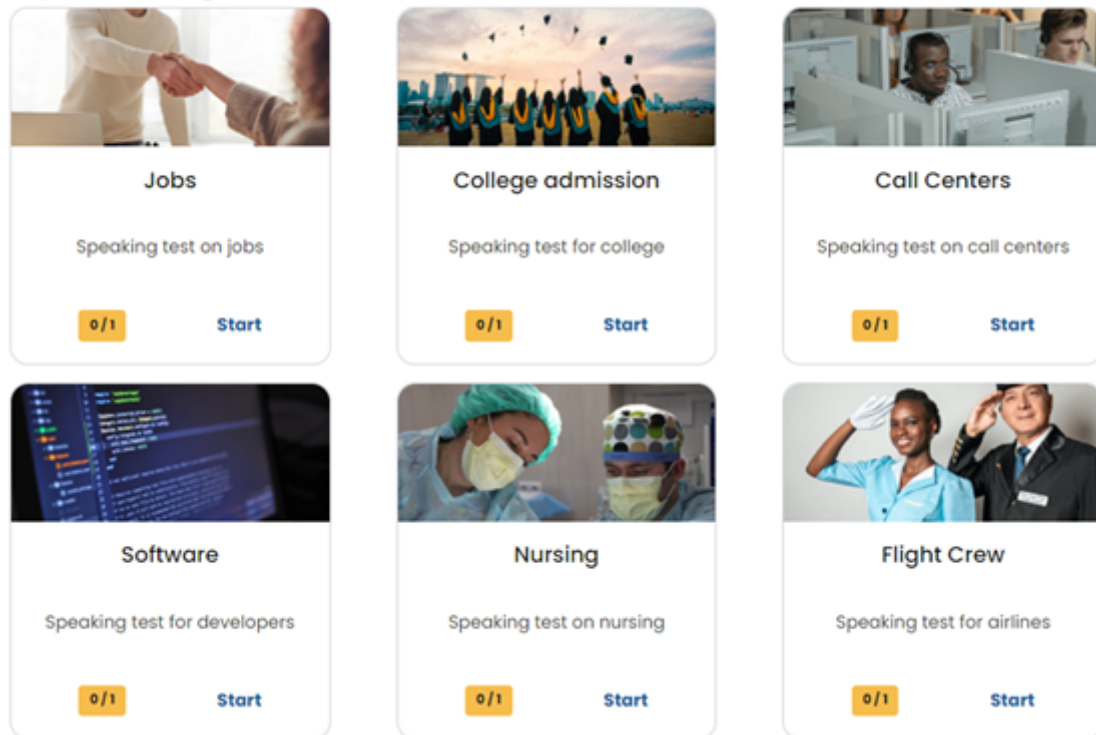 Jobs
Speaking test on jobs
0/1 Start
College admission
Speaking test for college
0/1 Start
Call Centers
Speaking test on call centers
0/1 Start
Software
Speaking test for developers
0/1 Start
Nursing
Speaking test on nursing
0/1 Start
Flight Crew
Speaking test for airlines
0/1 Start